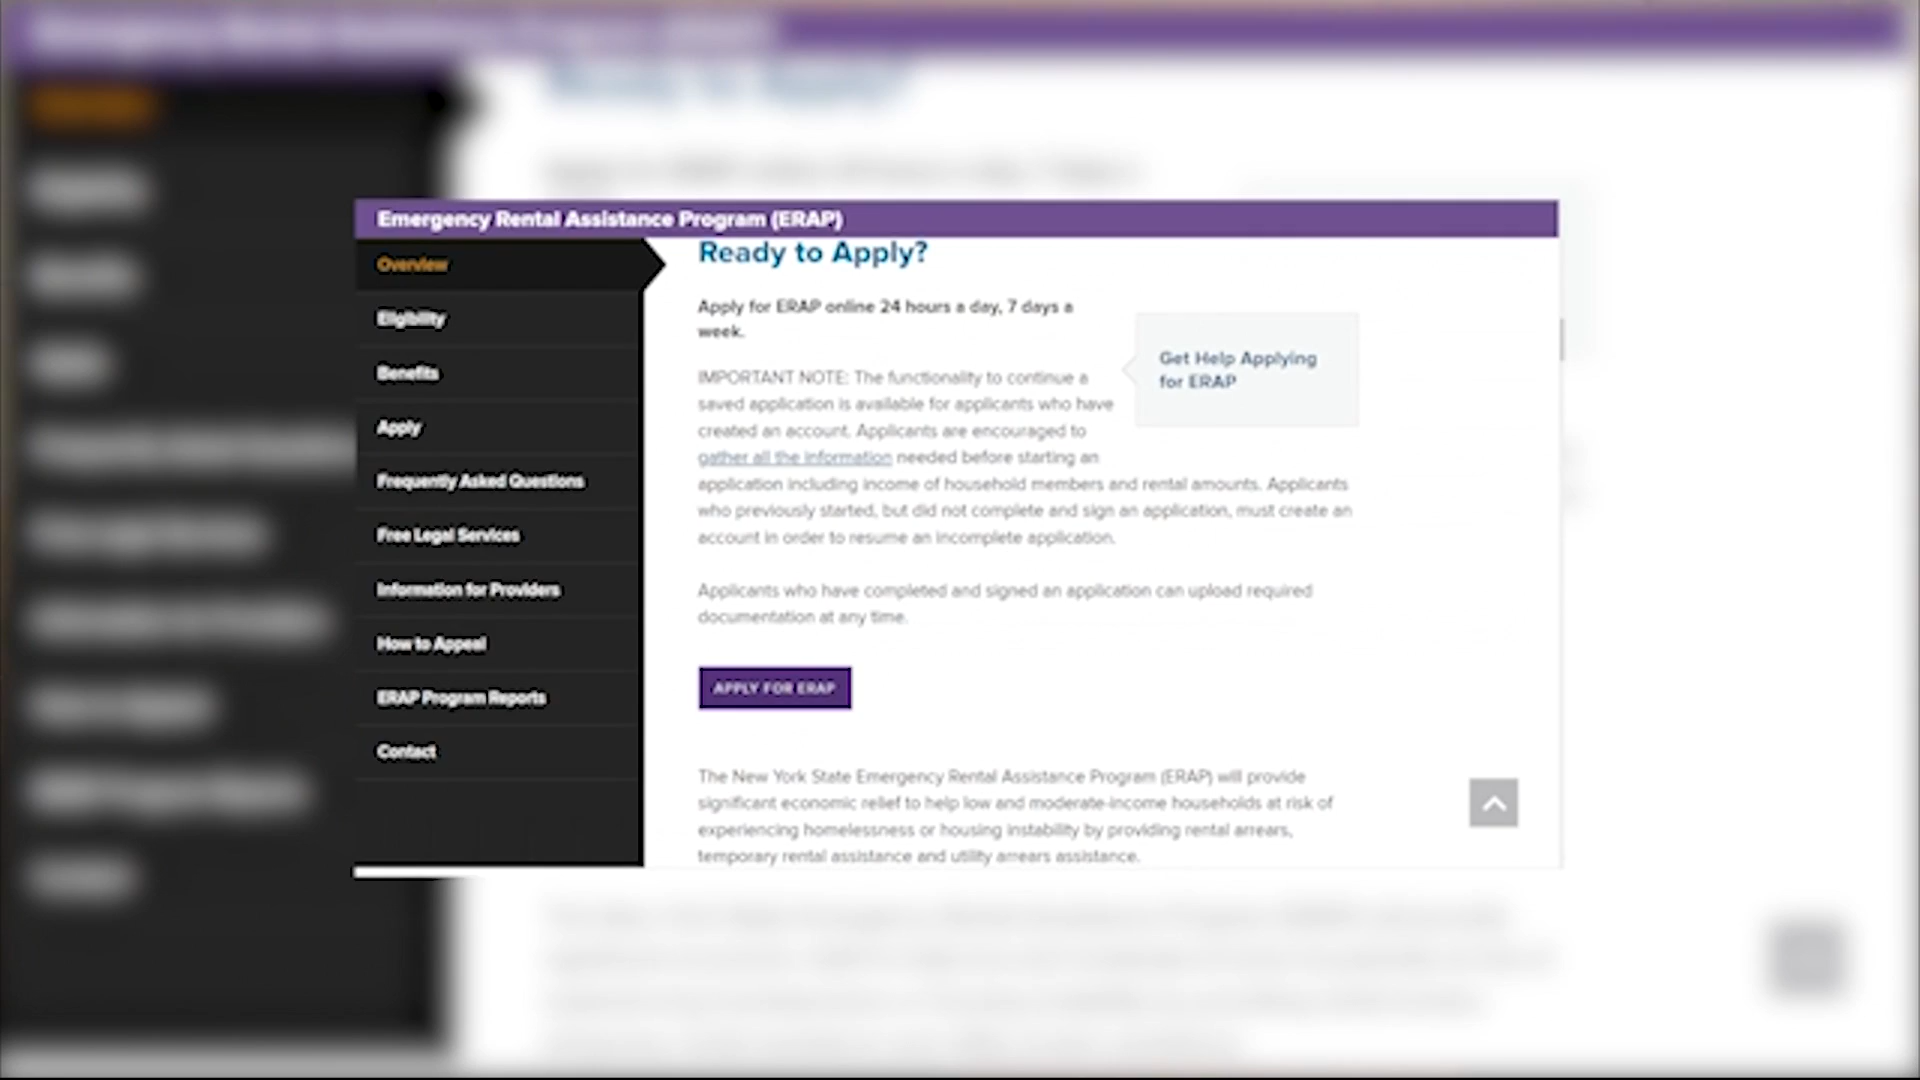 Emergency Rental Assistance Program (ERAP)
Overview
Eligibility
Benefits
Apply
Frequently Asked Questions
Free Legal Services
Information for Providers
How to Appeal
ERAP Program Reports
Contact
Ready to Apply?
Apply for ERAP online 24 hours a day, 7 days a
week.
IMPORTANT NOTE: The functionality to continue a
saved application is available for applicants who have
created an account. Applicants are encouraged to
gather all the information needed before starting an
application including income of household members and rental amounts. Applicants
who previously started, but did not complete and sign an application, must create an
account in order to resume an incomplete application.
Get Help Applying
for ERAP
Applicants who have completed and signed an application can upload required
documentation at any time.
APPLY FOR ERAP
The New York State Emergency Rental Assistance Program (ERAP) will provide
significant economic relief to help low and moderate-income households at risk of
experiencing homelessness or housing instability by providing rental arrears,
temporary rental assistance and utility arrears assistance.